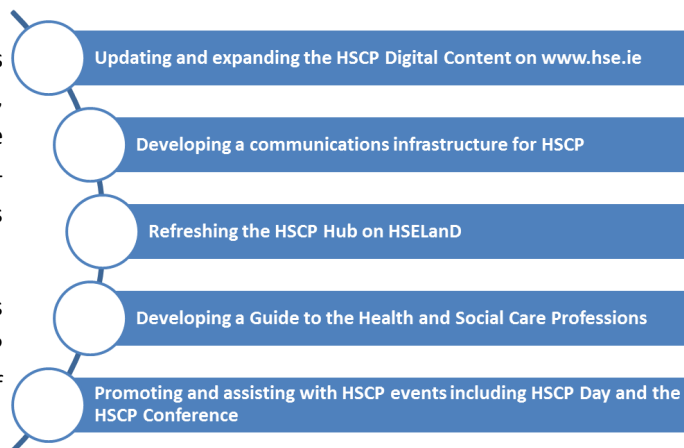 Updating and expanding the HSCP Digital Content on www.hse.ie
Developing a communications infrastructure for HSCP
Refreshing the HSCP Hub on HSELanD
Developing a Guide to the Health and Social Care Professions
Promoting and assisting with HSCP events including HSCP Day and the
HSCP Conference